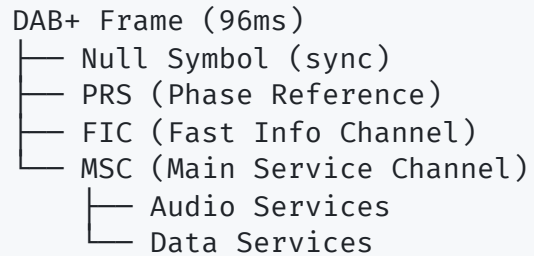 DAB+ Frame (96ms)
├── Null Symbol (sync)
├── PRS (Phase Reference)
├── FIC (Fast Info Channel)
└── MSC (Main Service Channel)
    ├── Audio Services
    └── Data Services